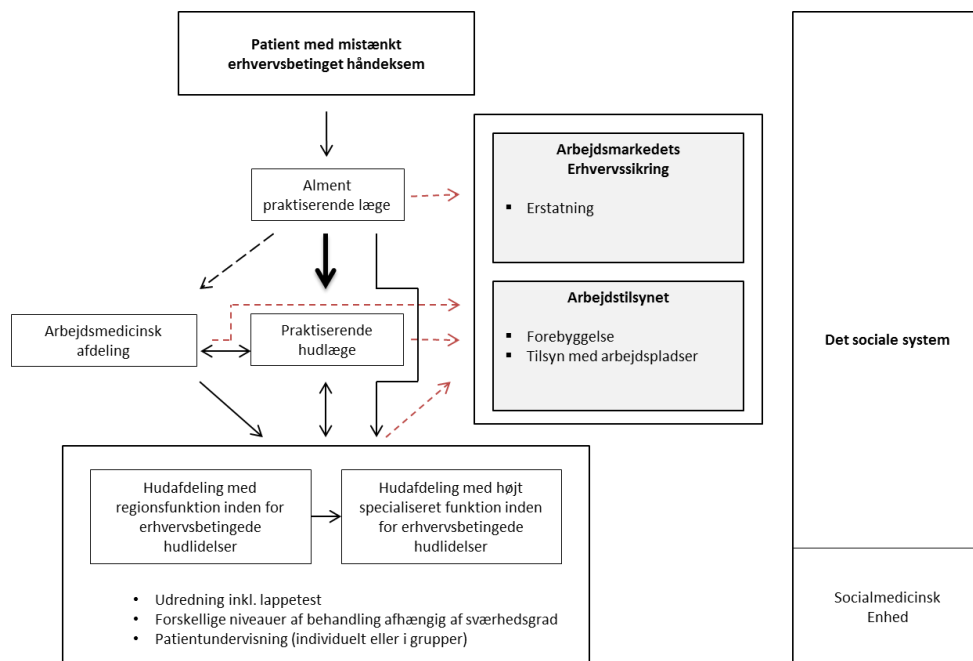 Patient med mistænkt
erhvervsbetinget håndeksem
Alment
praktiserende læge
Arbejdsmarkedets
Erhvervssikring
▪ Erstatning
Arbejdstilsynet
▪ Forebyggelse
▪ Tilsyn med arbejdspladser
Arbejdsmedicinsk
afdeling
Praktiserende
hudlæge
Hudafdeling med
regionsfunktion inden for
erhvervsbetingede
hudlidelser
Hudafdeling med højt
specialiseret funktion inden
for erhvervsbetingede
hudlidelser
• Udredning inkl. lappetest
• Forskellige niveauer af behandling afhængig af sværhedsgrad
• Patientundervisning (individuelt eller i grupper)
Det sociale system
Socialmedicinsk
Enhed